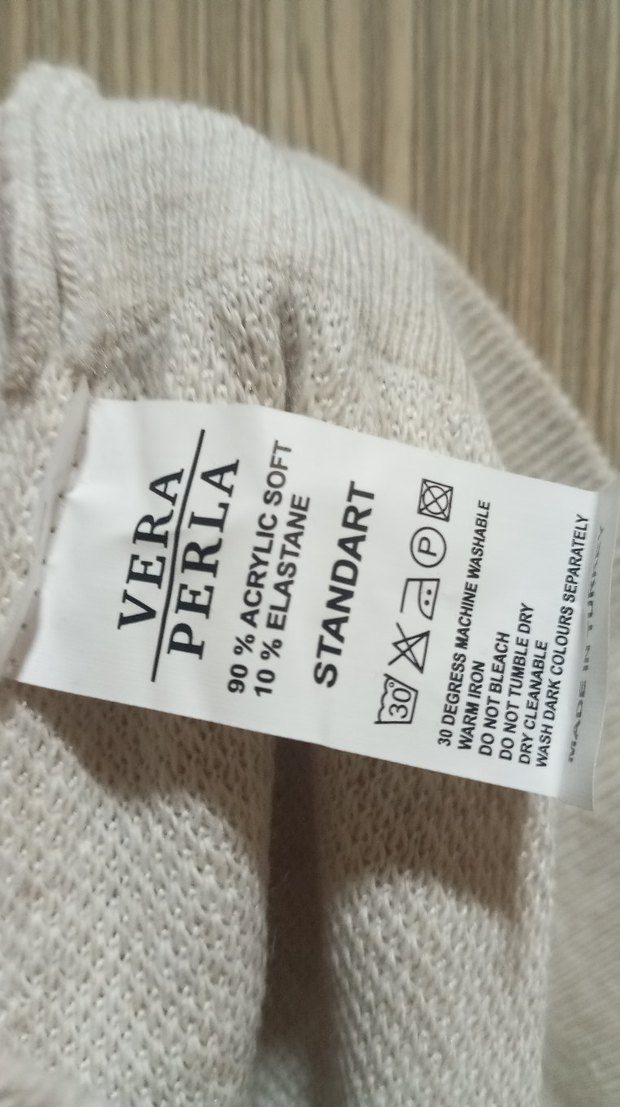 VERA
PERLA
90 % ACRYLIC SOFT
10 % ELASTANE
STANDART
30 P
30 DEGRESS MACHINE WASHABLE
WARM IRON
DO NOT BLEACH
DO NOT TUMBLE DRY
DRY CLEANABLE
WASH DARK COLOURS SEPARATELY
MADE IN TURKEY